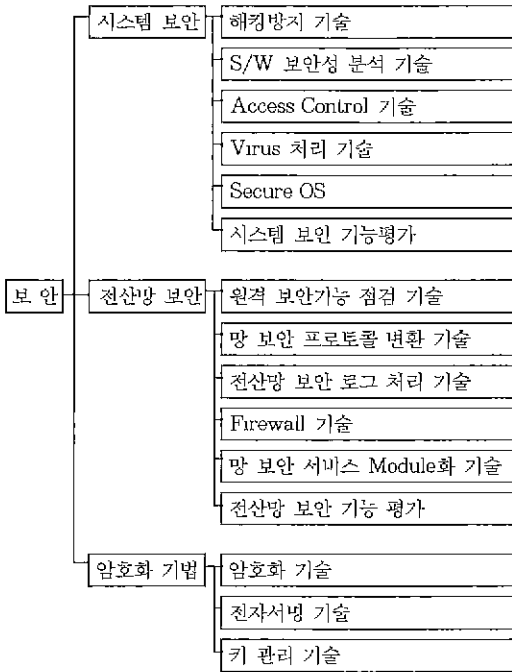 시스템 보안
해킹방지 기술
S/W 보안성 분석 기술
Access Control 기술
Virus 처리 기술
Secure OS
시스템 보안 기능평가
보 안
전산망 보안
원격 보안기능 점검 기술
망 보안 프로토콜 변환 기술
전산망 보안 로그 처리 기술
Firewall 기술
망 보안 서비스 Module화 기술
전산망 보안 기능 평가
암호화 기법
암호화 기술
전자서명 기술
키 관리 기술